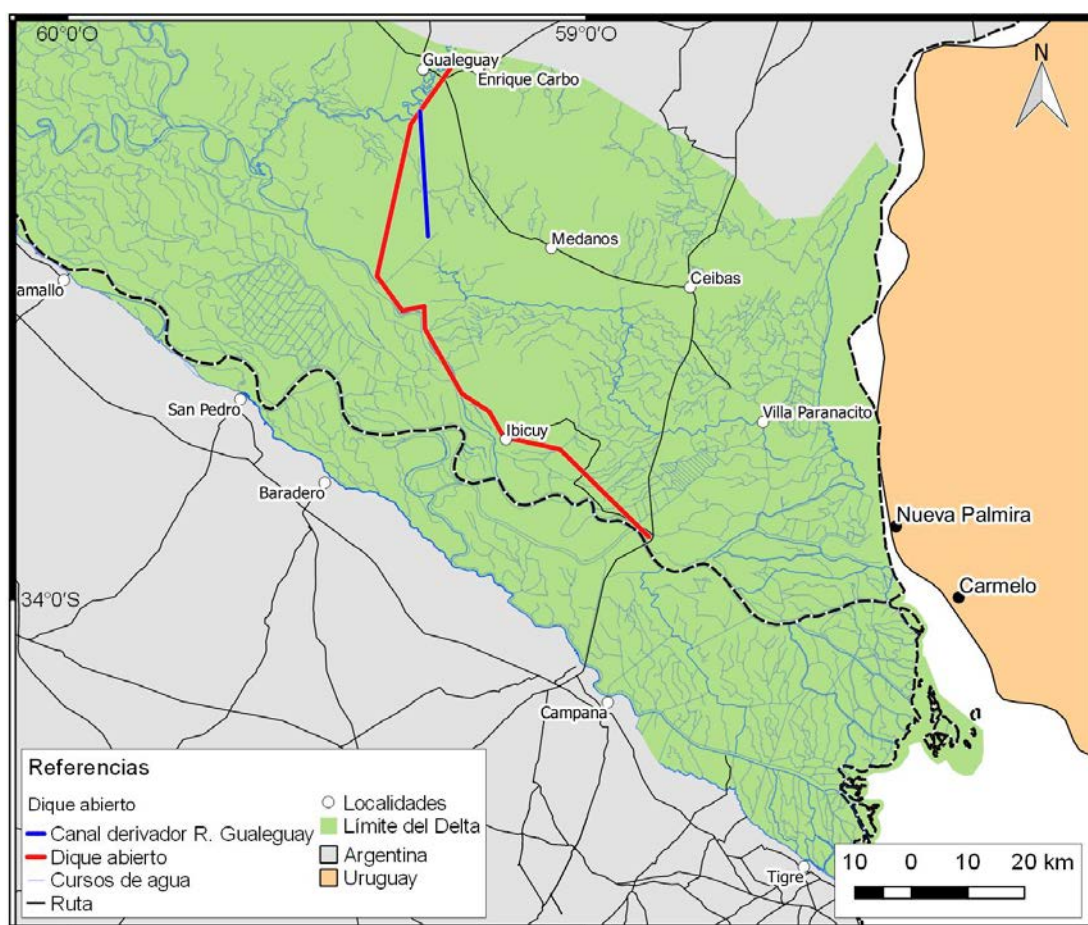 60°0'O
59°0'O
Gualeguay
Enrique Carbo
N
Medanos
Ceibas
amallo
San Pedro
Villa Paranacito
Ibicuy
Baradero
Nueva Palmira
34°0'S
Carmelo
Campana
Tigre
Referencias
Dique abierto
Canal derivador R. Gualeguay
Dique abierto
Cursos de agua
Ruta
Localidades
Límite del Delta
Argentina
Uruguay
10 0 10 20 km